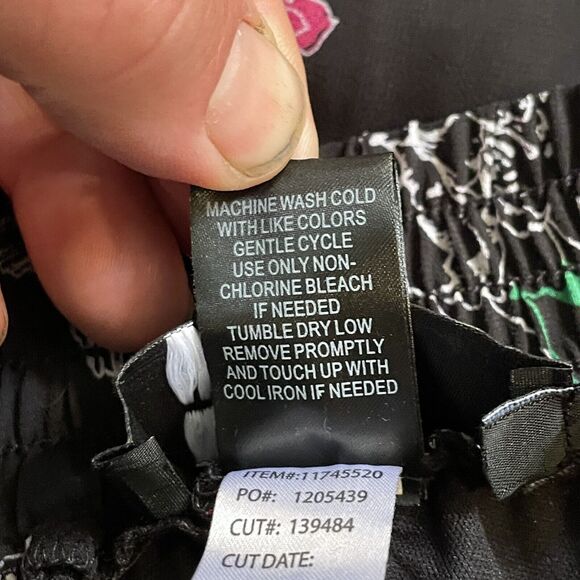 MACHINE WASH COLD
WITH LIKE COLORS
GENTLE CYCLE
USE ONLY NON-
CHLORINE BLEACH
IF NEEDED
TUMBLE DRY LOW
REMOVE PROMPTLY
AND TOUCH UP WITH
COOL IRON IF NEEDED
ITEM#:11745520
PO#: 1205439
CUT#: 139484
CUT DATE: